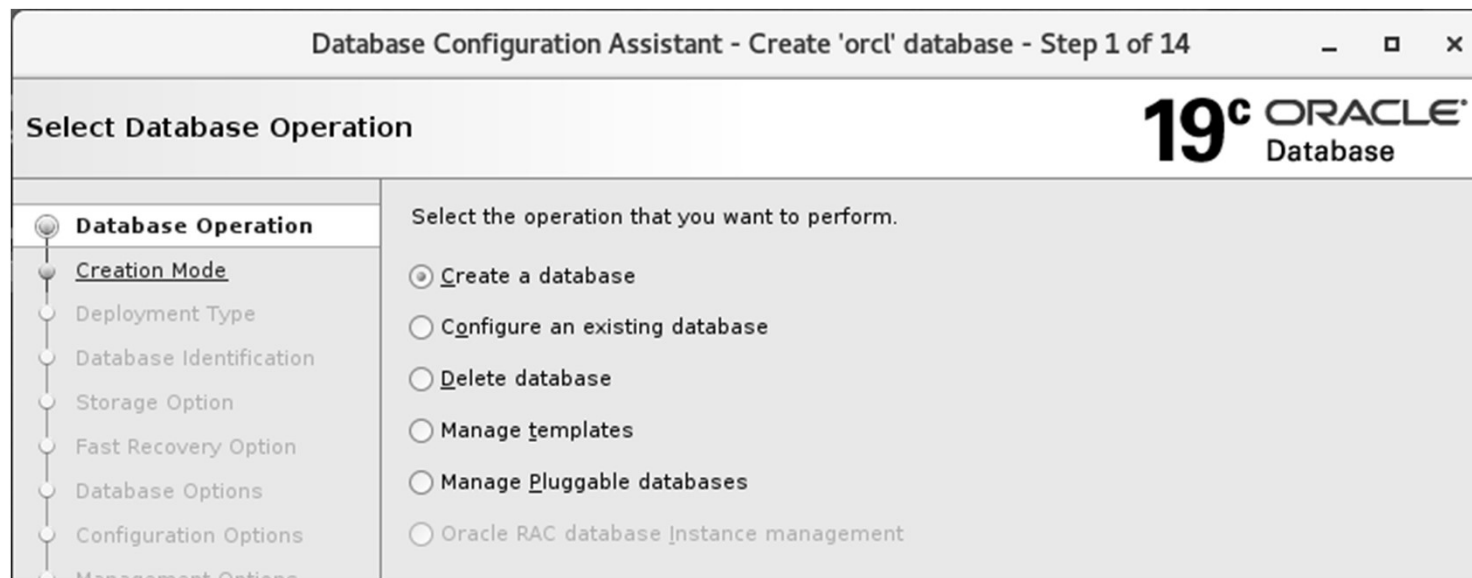 Database Configuration Assistant - Create 'orcl' database - Step 1 of 14
Select Database Operation
19c ORACLE
Database
Database Operation
Creation Mode
Deployment Type
Database Identification
Storage Option
Fast Recovery Option
Database Options
Configuration Options
Management Options
Select the operation that you want to perform.
Create a database
Configure an existing database
Delete database
Manage templates
Manage Pluggable databases
Oracle RAC database Instance management